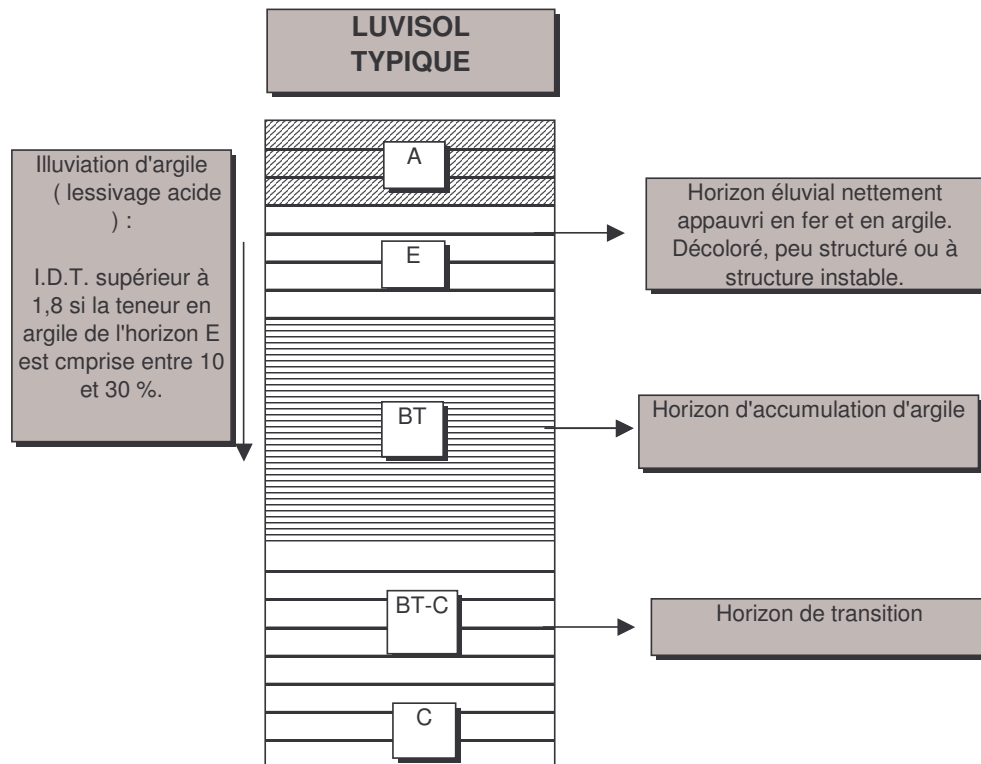 LUVISOL
TYPIQUE
Illuviation d'argile
( lessivage acide
) :
I.D.T. supérieur à
1,8 si la teneur en
argile de l'horizon E
est cmprise entre 10
et 30 %.
A
E
Horizon éluvial nettement
appauvri en fer et en argile.
Décoloré, peu structuré ou à
structure instable.
BT
Horizon d'accumulation d'argile
BT-C
Horizon de transition
C